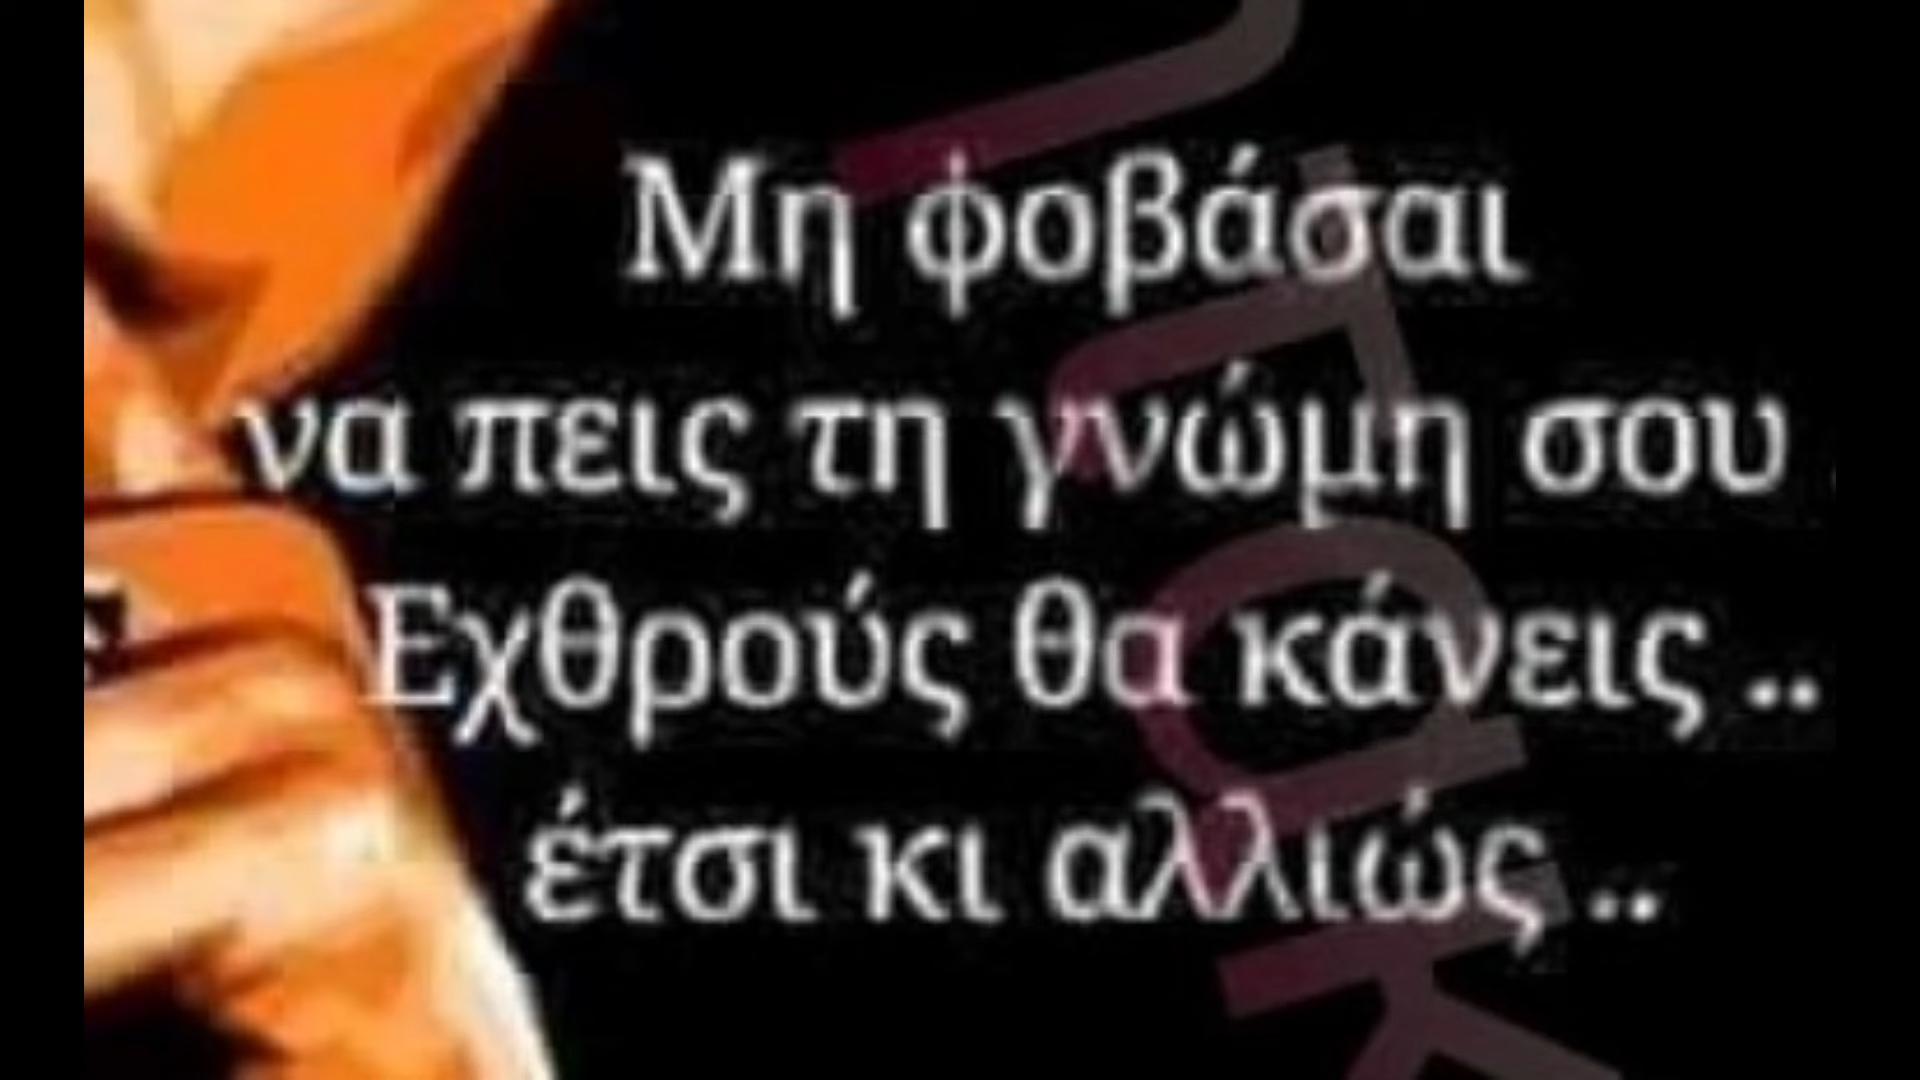 Μη φοβάσαι
να πεις τη γνώμη σου
Εχθρούς θα κάνεις ..
έτσι κι αλλιώς ..